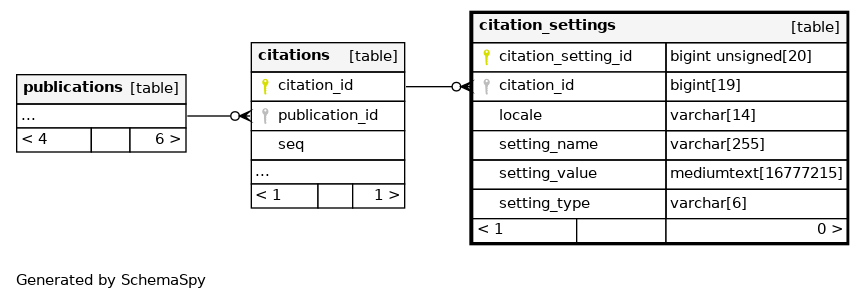 publications [table]
...
< 4 6 >
citations [table]
citation_id
publication_id
seq
...
< 1 1 >
citation_settings [table]
citation_setting_id bigint unsigned[20]
citation_id bigint[19]
locale varchar[14]
setting_name varchar[255]
setting_value mediumtext[16777215]
setting_type varchar[6]
< 1 0 >
Generated by SchemaSpy